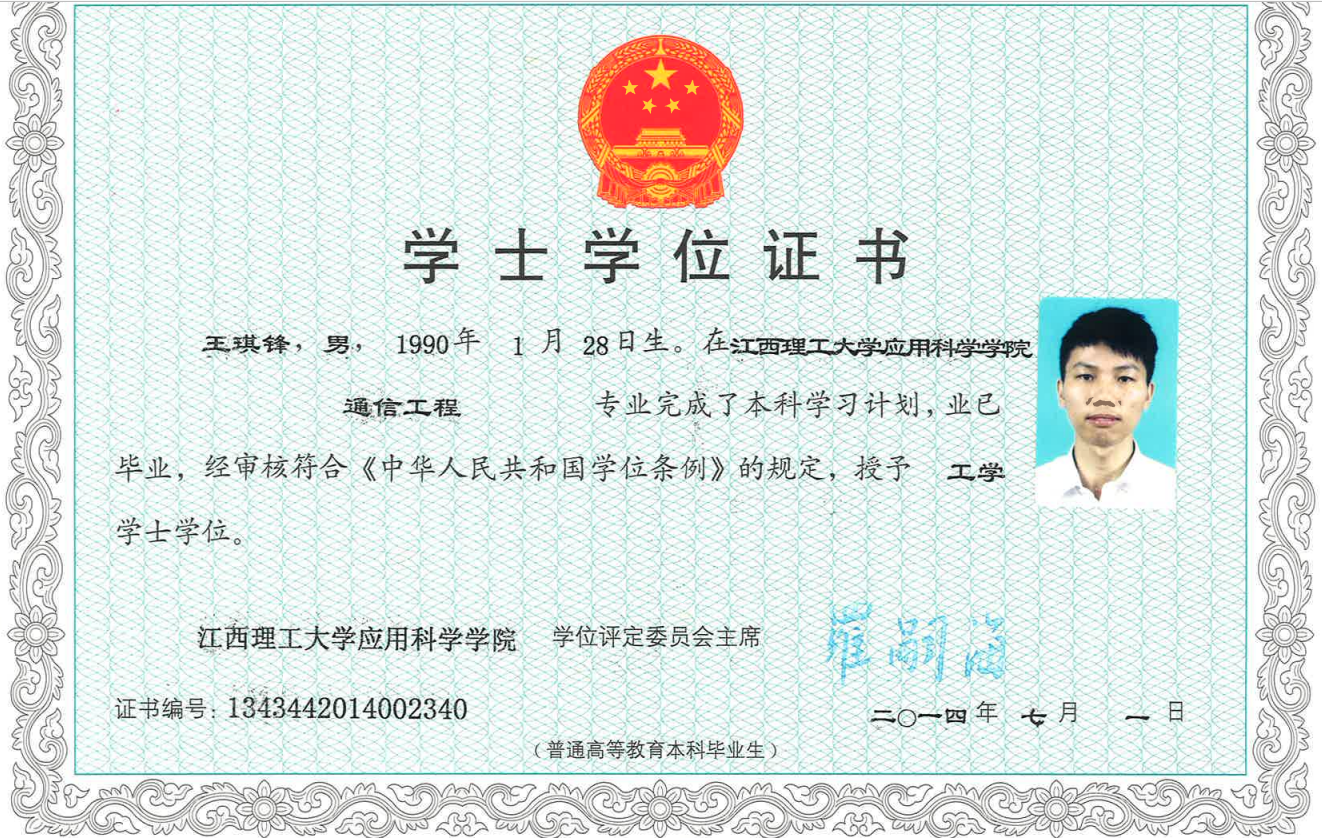 学士学位证书
王琪锋，男，1990年 1 月 28日生。在江西理工大学应用科学学院
通信工程 专业完成了本科学习计划，业已
毕业，经审核符合《中华人民共和国学位条例》的规定，授予 工学
学士学位。
江西理工大学应用科学学院 学位评定委员会主席 罗嗣海
证书编号：1343442014002340 二〇一四年 七月 一 日
（普通高等教育本科毕业生）